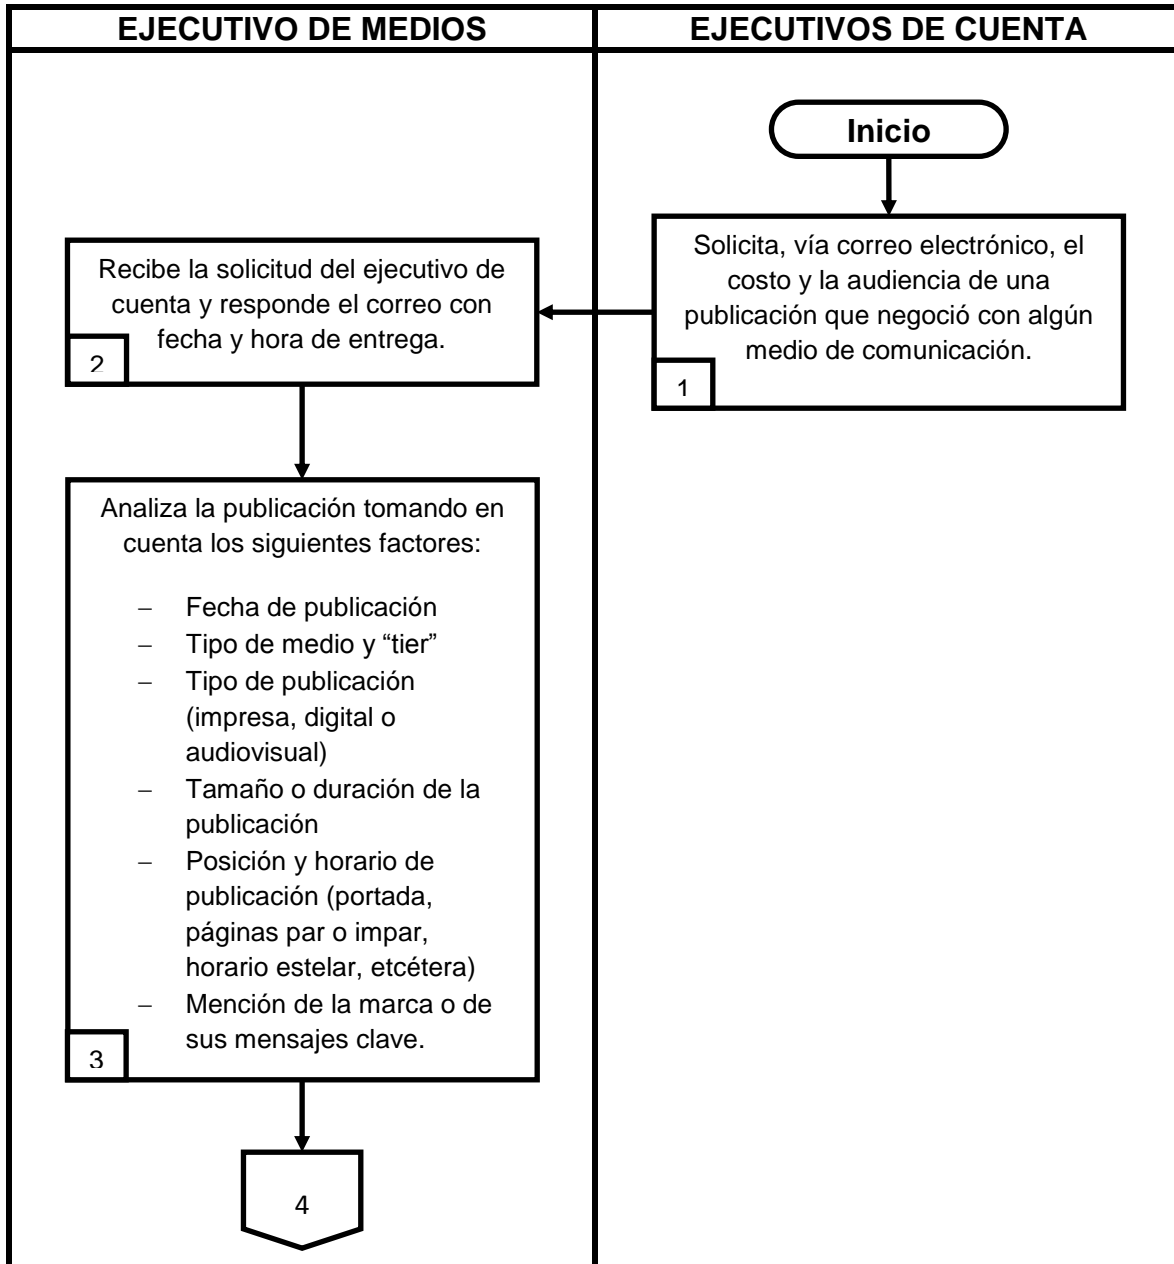 EJECUTIVO DE MEDIOS
EJECUTIVOS DE CUENTA
Inicio
Solicita, vía correo electrónico, el
costo y la audiencia de una
publicación que negoció con algún
medio de comunicación.
1
Recibe la solicitud del ejecutivo de
cuenta y responde el correo con
fecha y hora de entrega.
2
Analiza la publicación tomando en
cuenta los siguientes factores:
– Fecha de publicación
– Tipo de medio y “tier”
– Tipo de publicación
(impresa, digital o
audiovisual)
– Tamaño o duración de la
publicación
– Posición y horario de
publicación (portada,
páginas par o impar,
horario estelar, etcétera)
– Mención de la marca o de
sus mensajes clave.
3
4